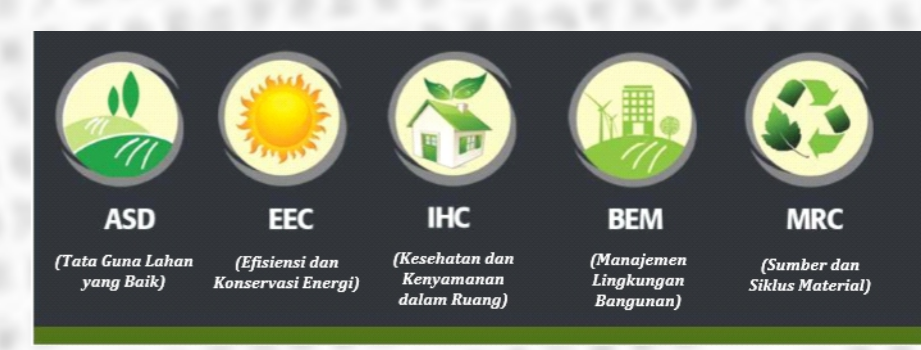 ASD
(Tata Guna Lahan
yang Baik)
EEC
(Efisiensi dan
Konservasi Energi)
IHC
(Kesehatan dan
Kenyamanan
dalam Ruang)
BEM
(Manajemen
Lingkungan
Bangunan)
MRC
(Sumber dan
Siklus Material)